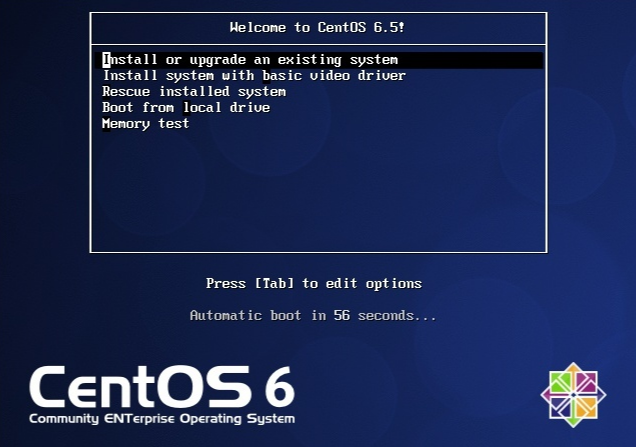 Welcome to CentOS 6.5!
Install or upgrade an existing system
Install system with basic video driver
Rescue installed system
Boot from local drive
Memory test
Press [Tab] to edit options
Automatic boot in 56 seconds...
CentOS 6
Community ENTerprise Operating System